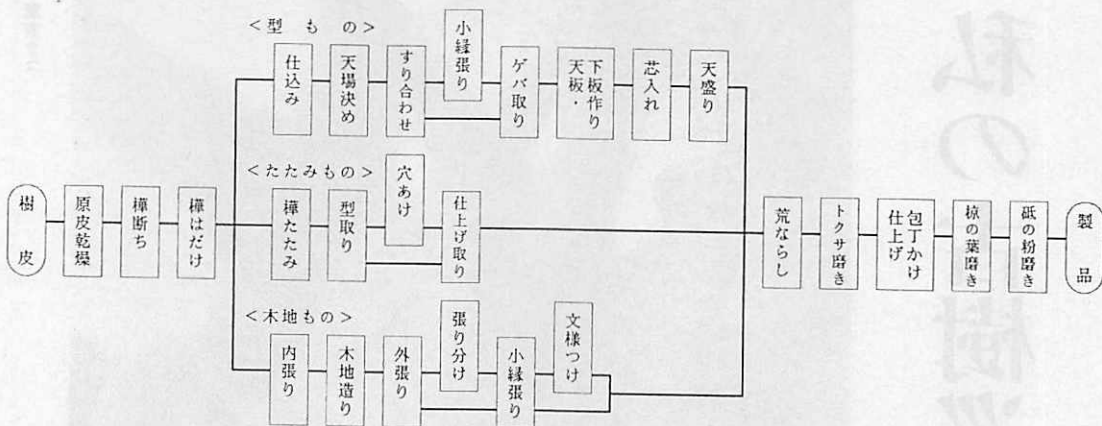 樹皮
原皮乾燥
樺断ち
樺はだけ
<型もの>
仕込み
天場決め
すり合わせ
小縁張り
ゲバ取り
天板・
下板作り
芯入れ
天盛り
<たたみもの>
樺たたみ
型取り
穴あけ
仕上げ取り
<木地もの>
内張り
木地造り
外張り
張り分け
小縁張り
文様つけ
荒ならし
トクサ磨き
包丁かけ
仕上げ
椋の葉磨き
砥の粉磨き
製品